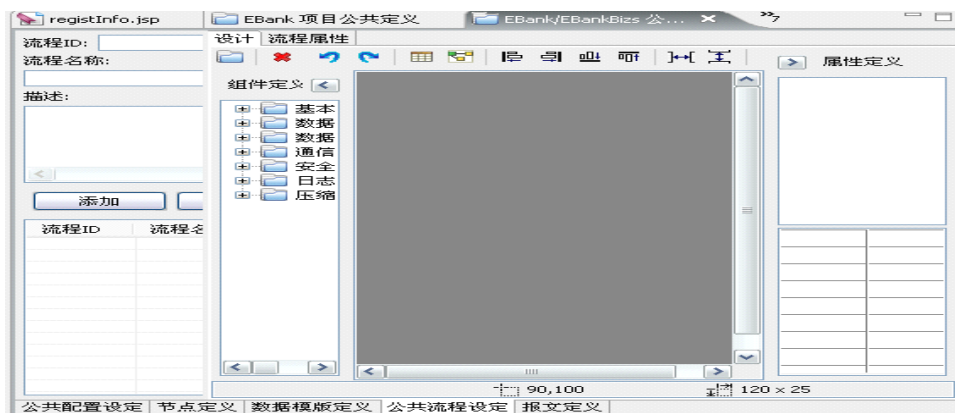 registInfo.jsp
EBank 项目公共定义
EBank/EBankBizs 公...
7
流程ID:
流程名称:
描述:
添加
流程ID
流程名
设计
流程属性
组件定义
基本
数据
数据
通信
安全
日志
压缩
属性定义
90,100
120 × 25
公共配置设定
节点定义
数据模版定义
公共流程设定
报文定义